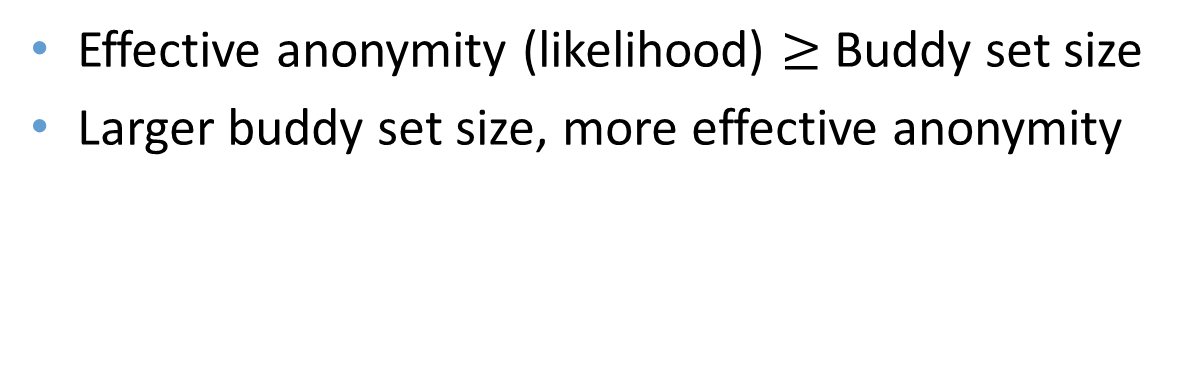 • Effective anonymity (likelihood) ≥ Buddy set size
• Larger buddy set size, more effective anonymity